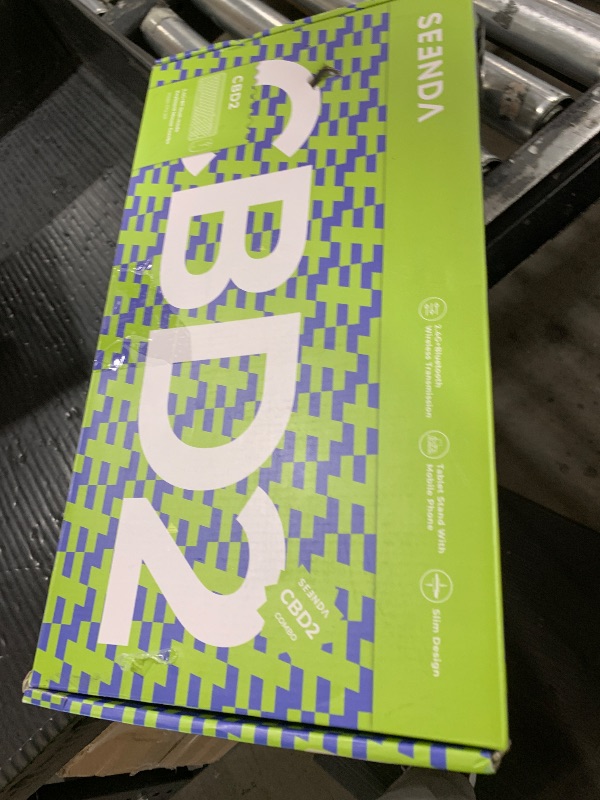 SEENDA
CBD2
CBD2
2.4G+Bluetooth
Wireless Transmission
Tablet Stand With
Mobile Phone
Slim Design
SEENDA
CBD2
COMBO